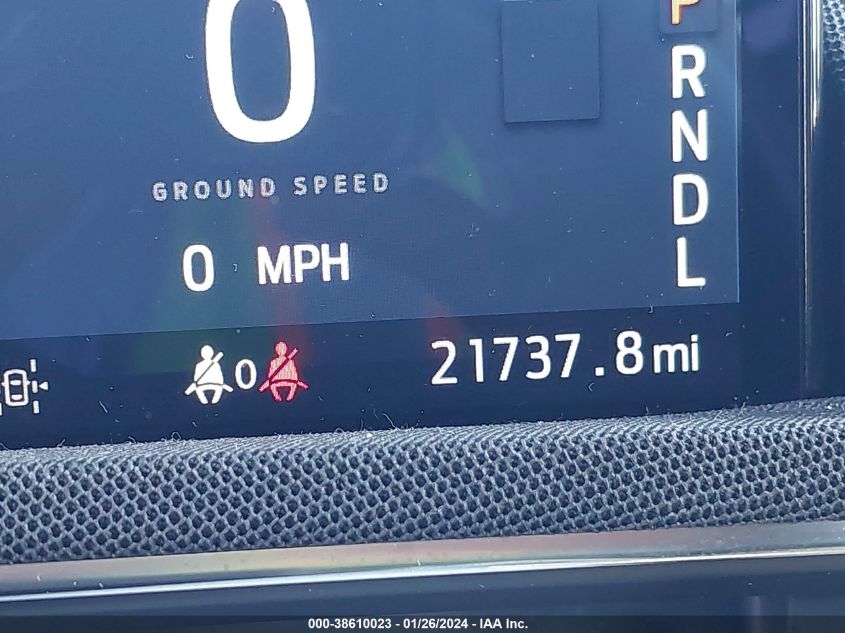 0
P
R
N
D
L
GROUND SPEED
0 MPH
0
21737.8mi
000-38610023 - 01/26/2024 - IAA Inc.